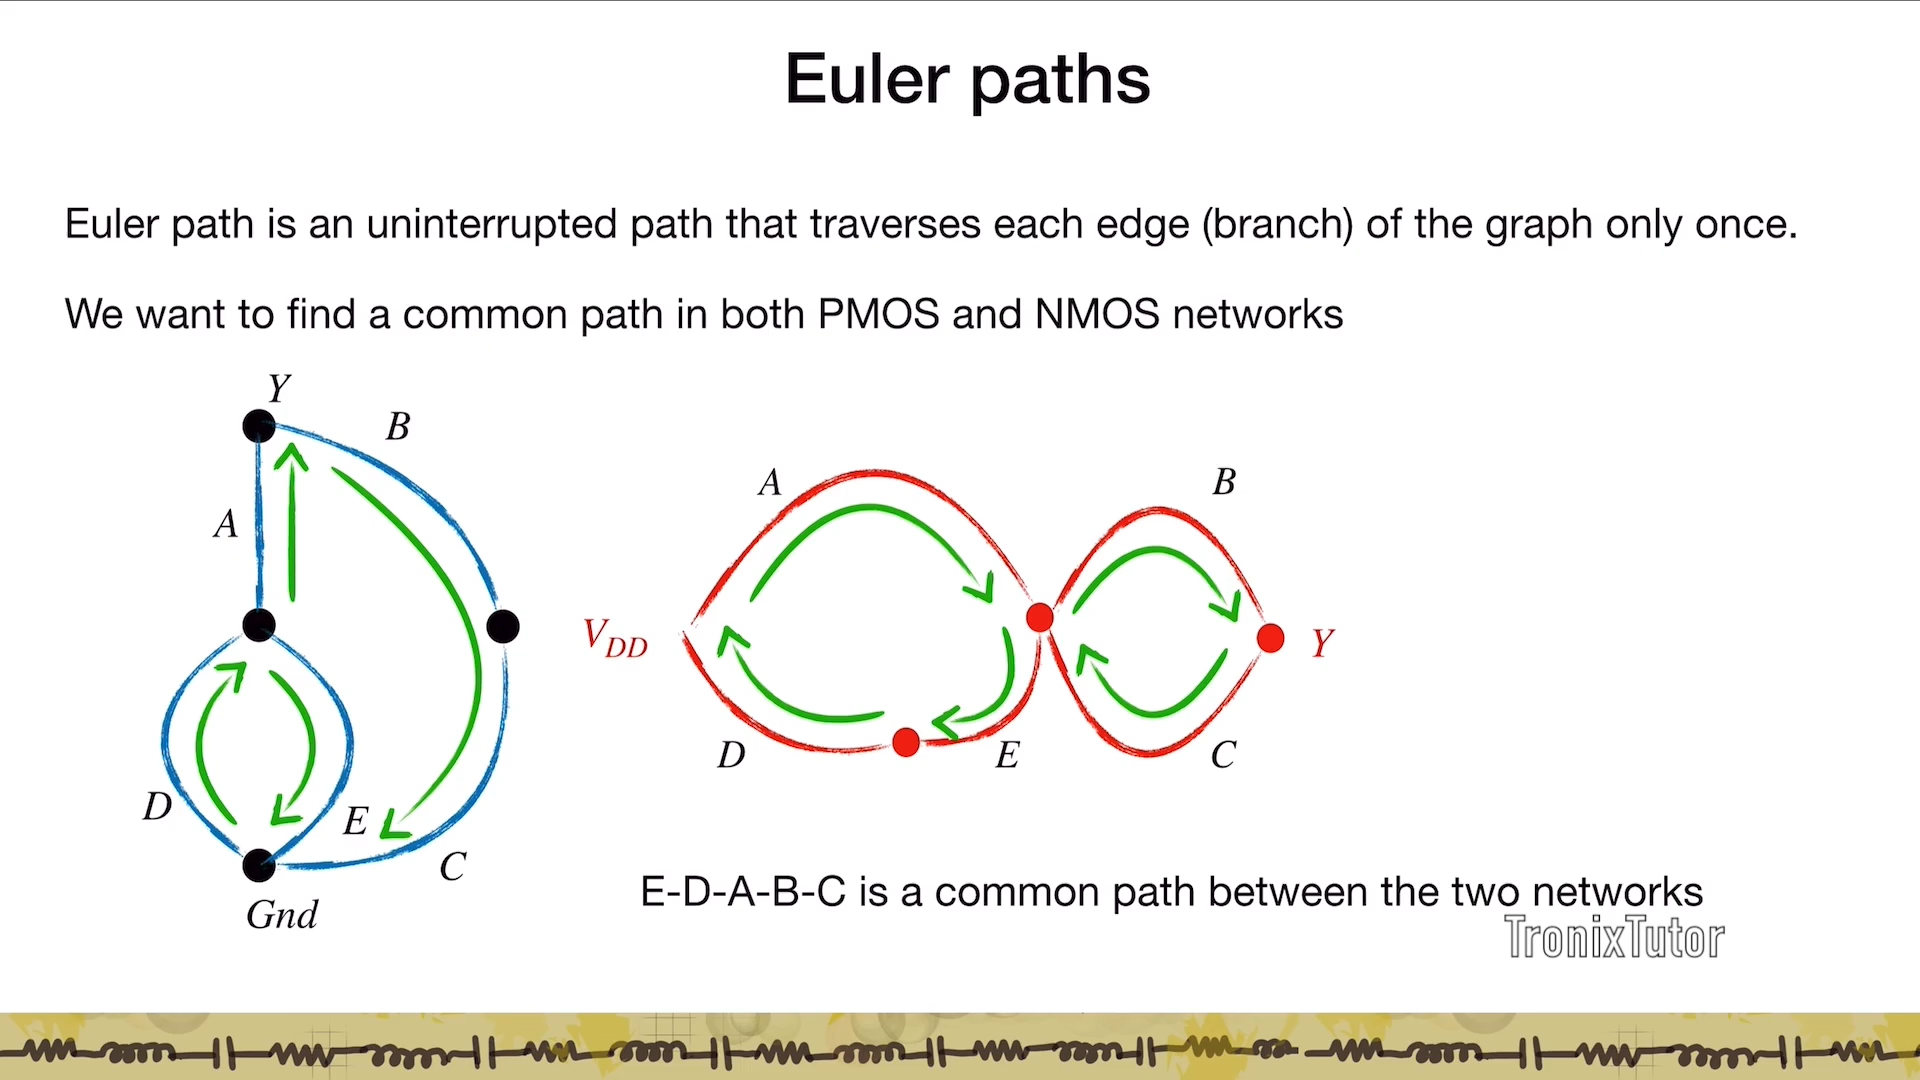 Euler paths
Euler path is an uninterrupted path that traverses each edge (branch) of the graph only once.
We want to find a common path in both PMOS and NMOS networks
Y
B
A
D
E
C
Gnd
A
B
V_DD
Y
D
E
C
E-D-A-B-C is a common path between the two networks
TronixTutor